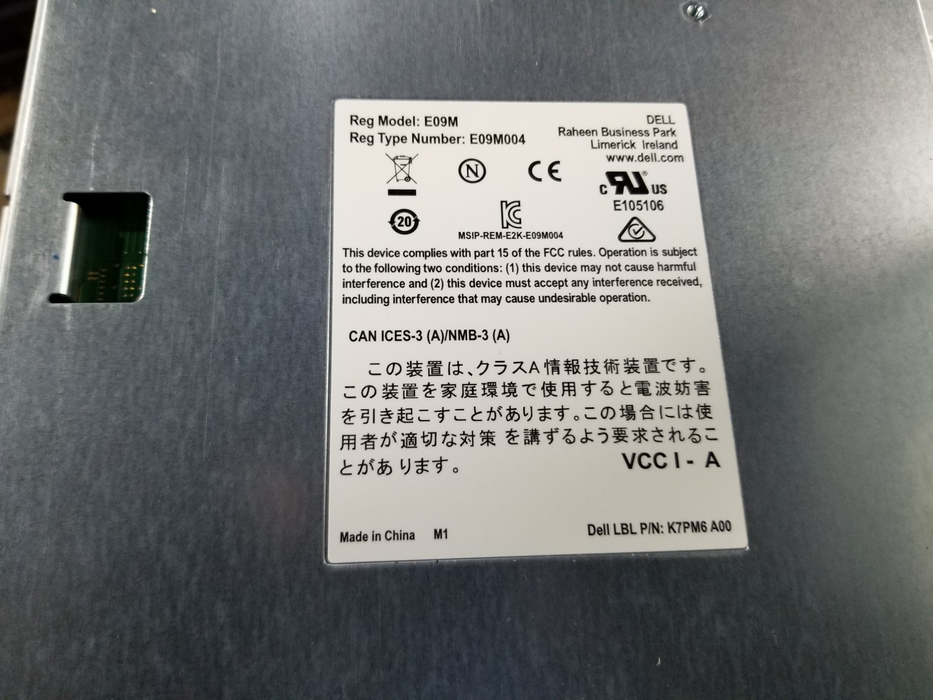 Reg Model: E09M
Reg Type Number: E09M004
DELL
Raheen Business Park
Limerick Ireland
www.dell.com
N
CE
c RU US
E105106
20
KC
MSIP-REM-E2K-E09M004
This device complies with part 15 of the FCC rules. Operation is subject
to the following two conditions: (1) this device may not cause harmful
interference and (2) this device must accept any interference received,
including interference that may cause undesirable operation.
CAN ICES-3 (A)/NMB-3 (A)
この装置は、クラスA情報技術装置です。
この装置を家庭環境で使用すると電波妨害
を引き起こすことがあります。この場合には使
用者が適切な対策 を講ずるよう要求されるこ
とがあ ります。
VCC I - A
Made in China M1
Dell LBL P/N: K7PM6 A00